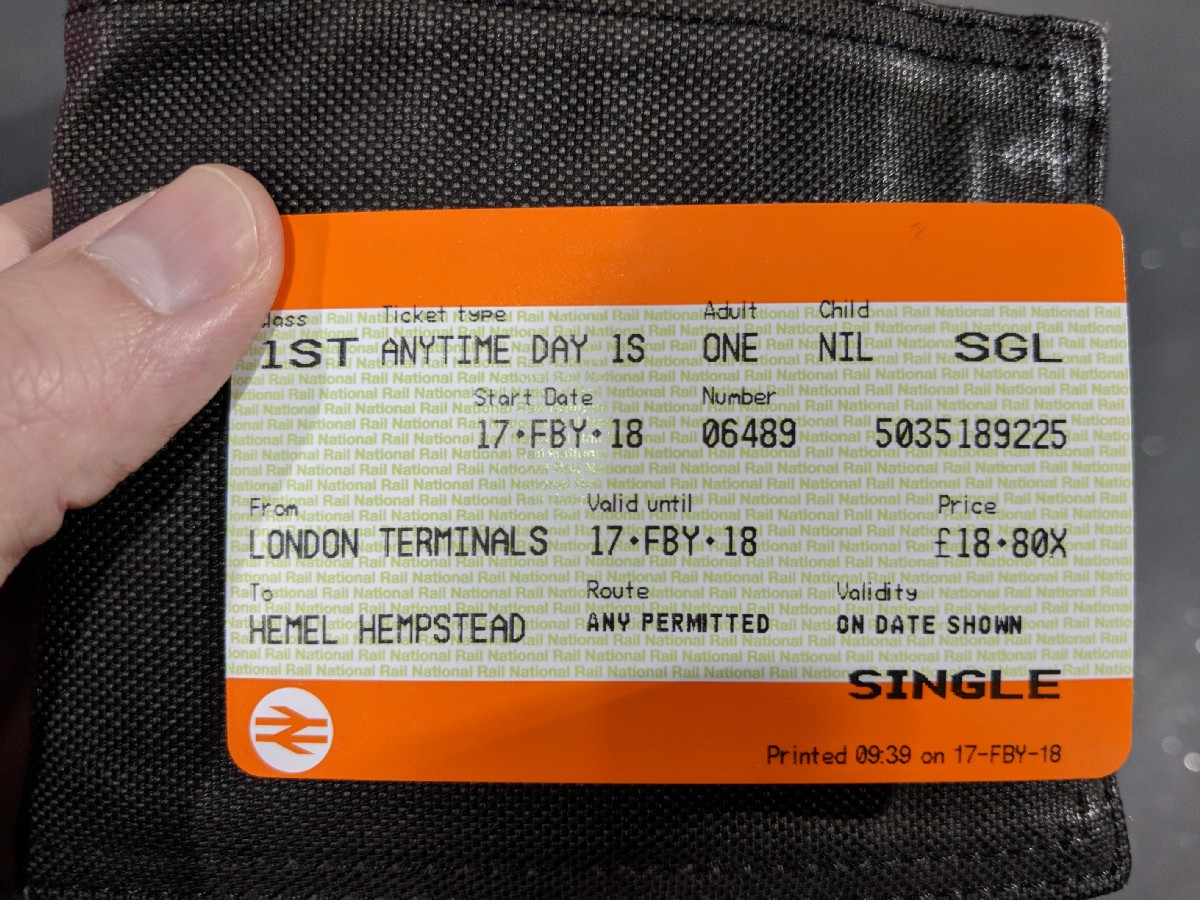 Class Ticket type Adult Child
1ST ANYTIME DAY 1S ONE NIL SGL
Start Date Number
17·FBY·18 06489 5035189225
From Valid until Price
LONDON TERMINALS 17·FBY·18 £18·80X
To Route Validity
HEMEL HEMPSTEAD ANY PERMITTED ON DATE SHOWN
SINGLE
Printed 09:39 on 17-FBY-18